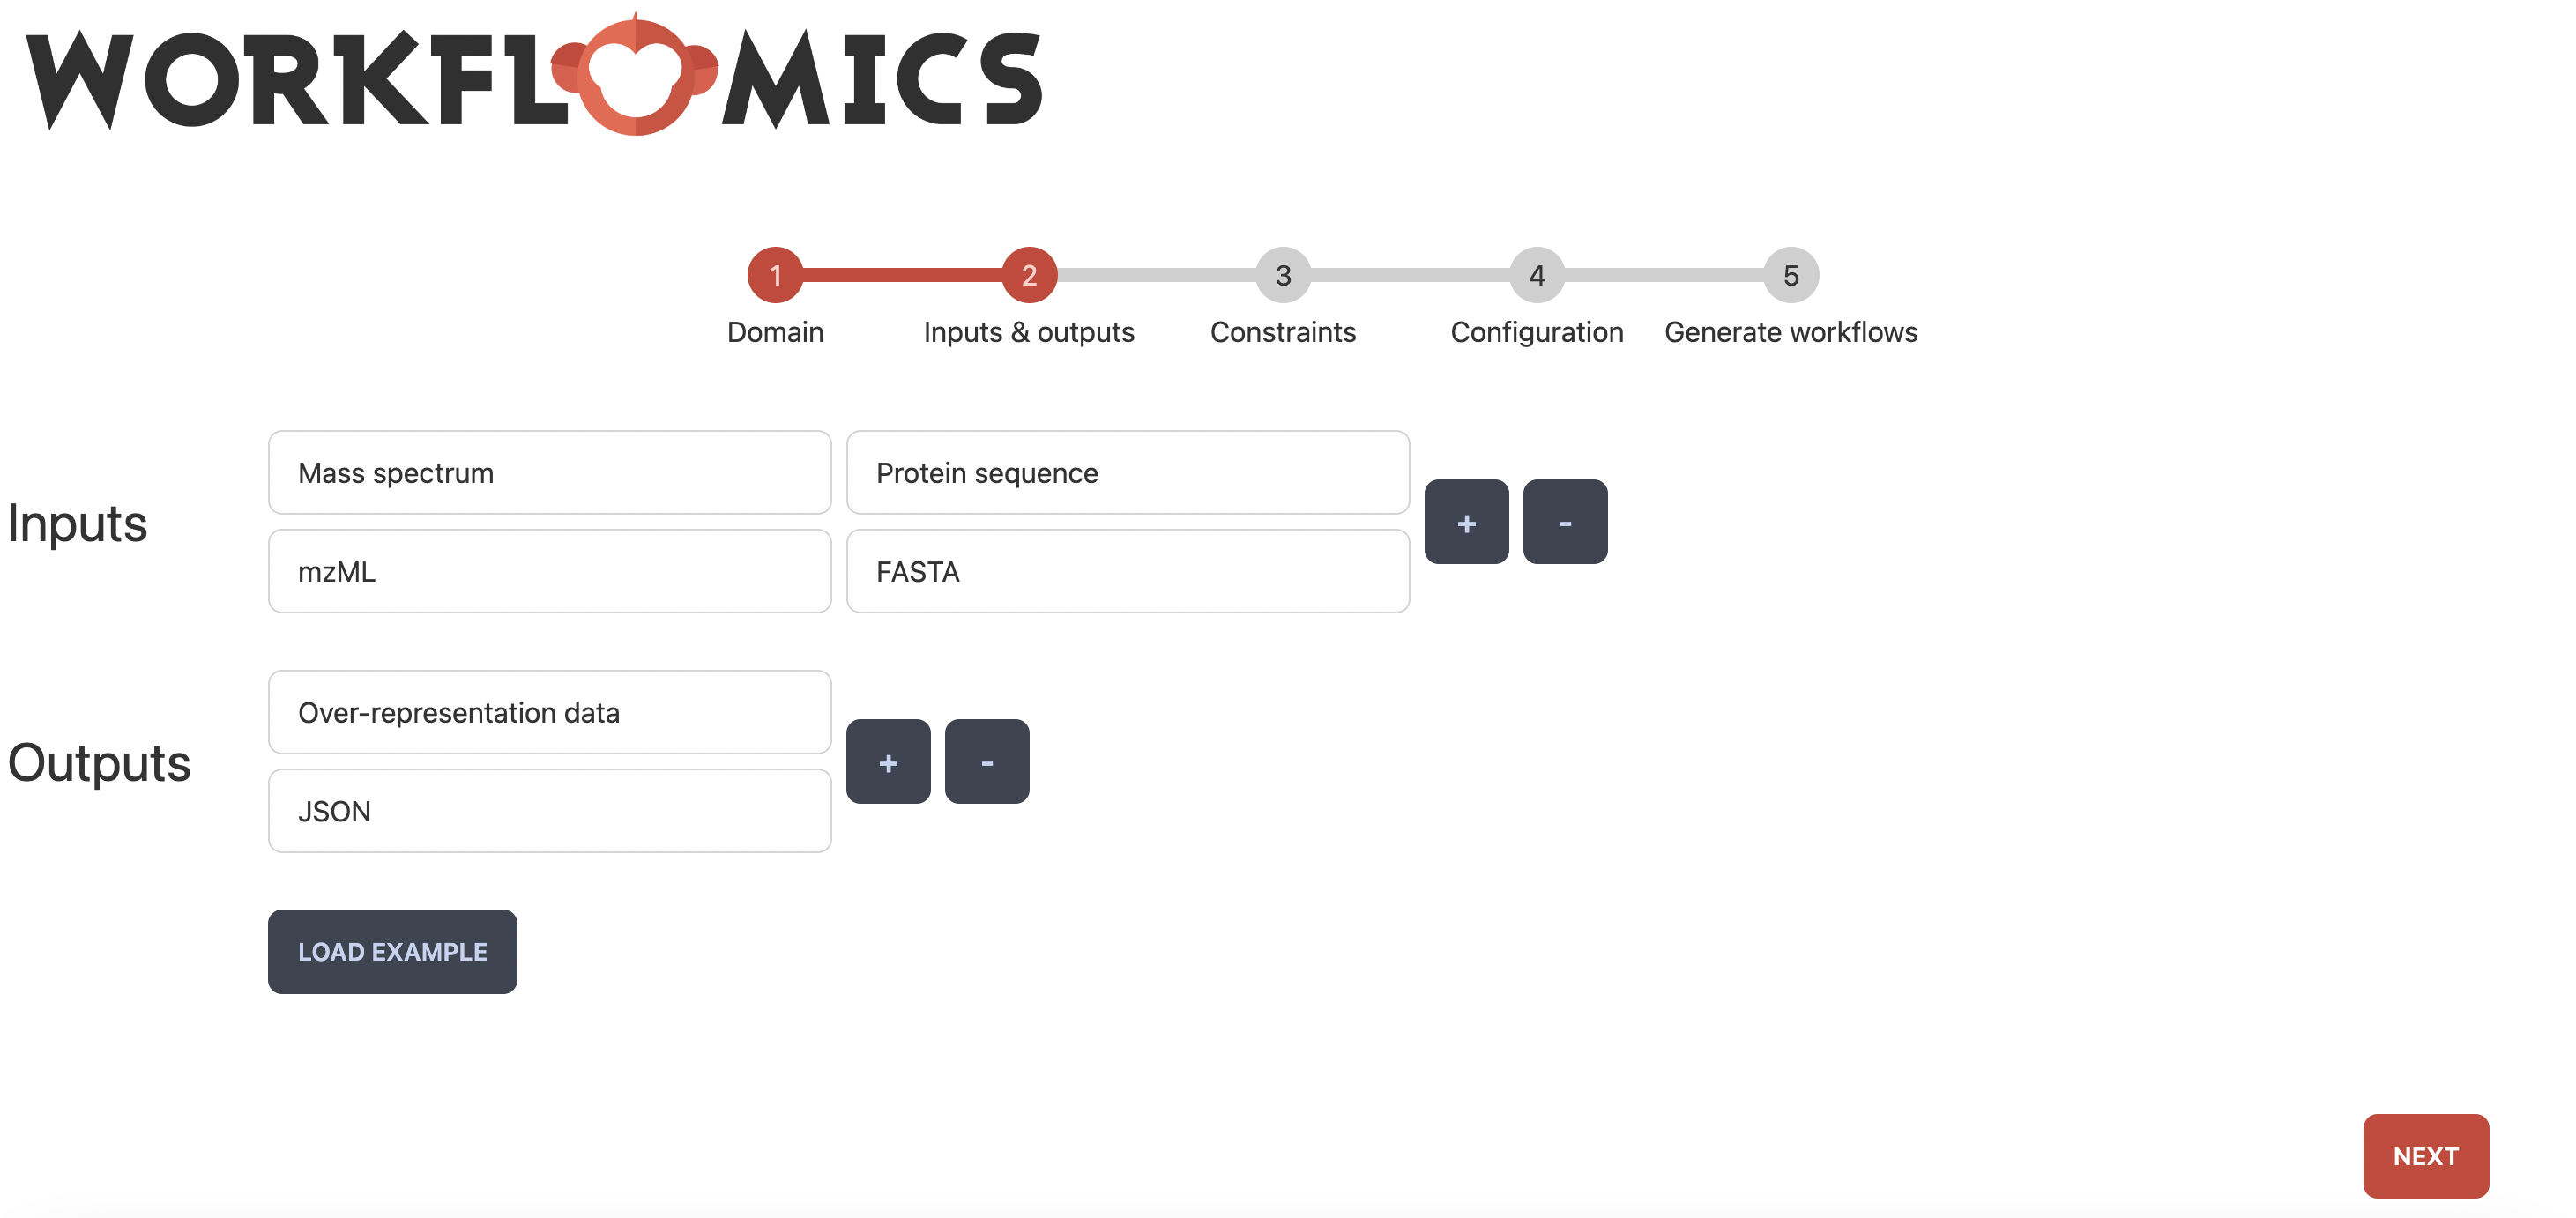 WORKFLOMICS
1 2 3 4 5
Domain Inputs & outputs Constraints Configuration Generate workflows
Inputs
Mass spectrum Protein sequence
mzML FASTA
+ -
Outputs
Over-representation data
JSON
+ -
LOAD EXAMPLE
NEXT